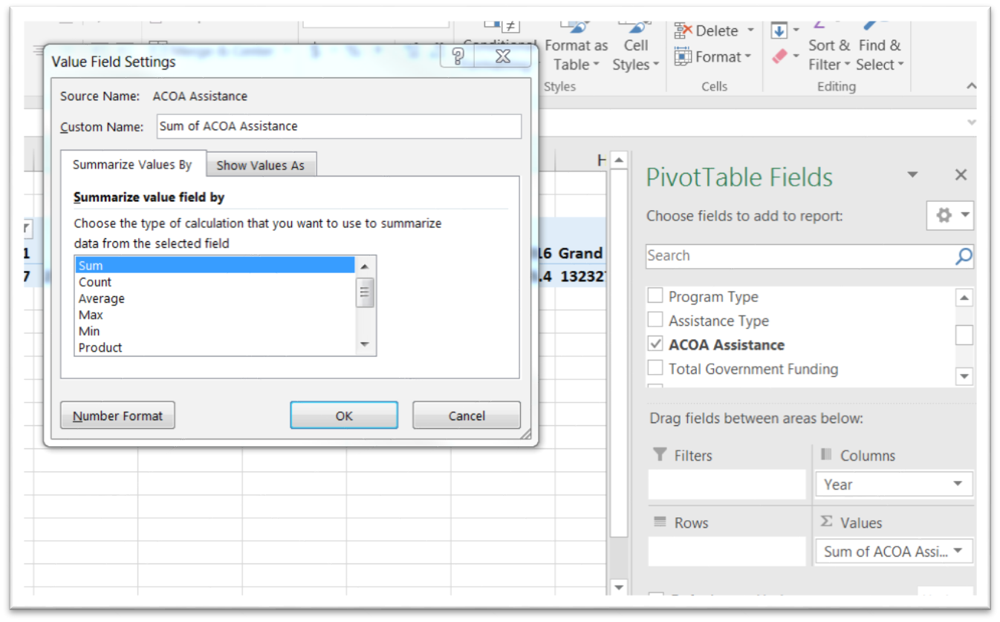 Delete
Format as Cell Sort & Find &
Format
Table Styles Filter Select
Styles Cells Editing
Value Field Settings
Source Name: ACOA Assistance
Custom Name: Sum of ACOA Assistance
Summarize Values By Show Values As
Summarize value field by
Choose the type of calculation that you want to use to summarize
data from the selected field
Sum
Count
Average
Max
Min
Product
Number Format OK Cancel
H
1 16 Grand
7 .4 13232
PivotTable Fields
Choose fields to add to report:
Search
Program Type
Assistance Type
ACOA Assistance
Total Government Funding
Drag fields between areas below:
Filters Columns
Year
Rows Values
Sum of ACOA Assi...